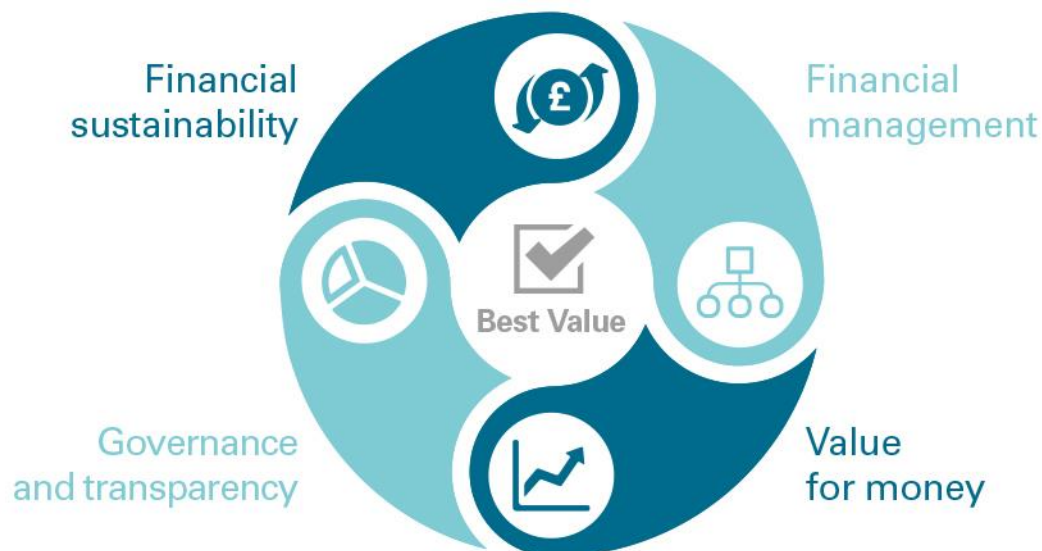 Financial
sustainability
£
Financial
management
Best Value
Governance
and transparency
Value
for money